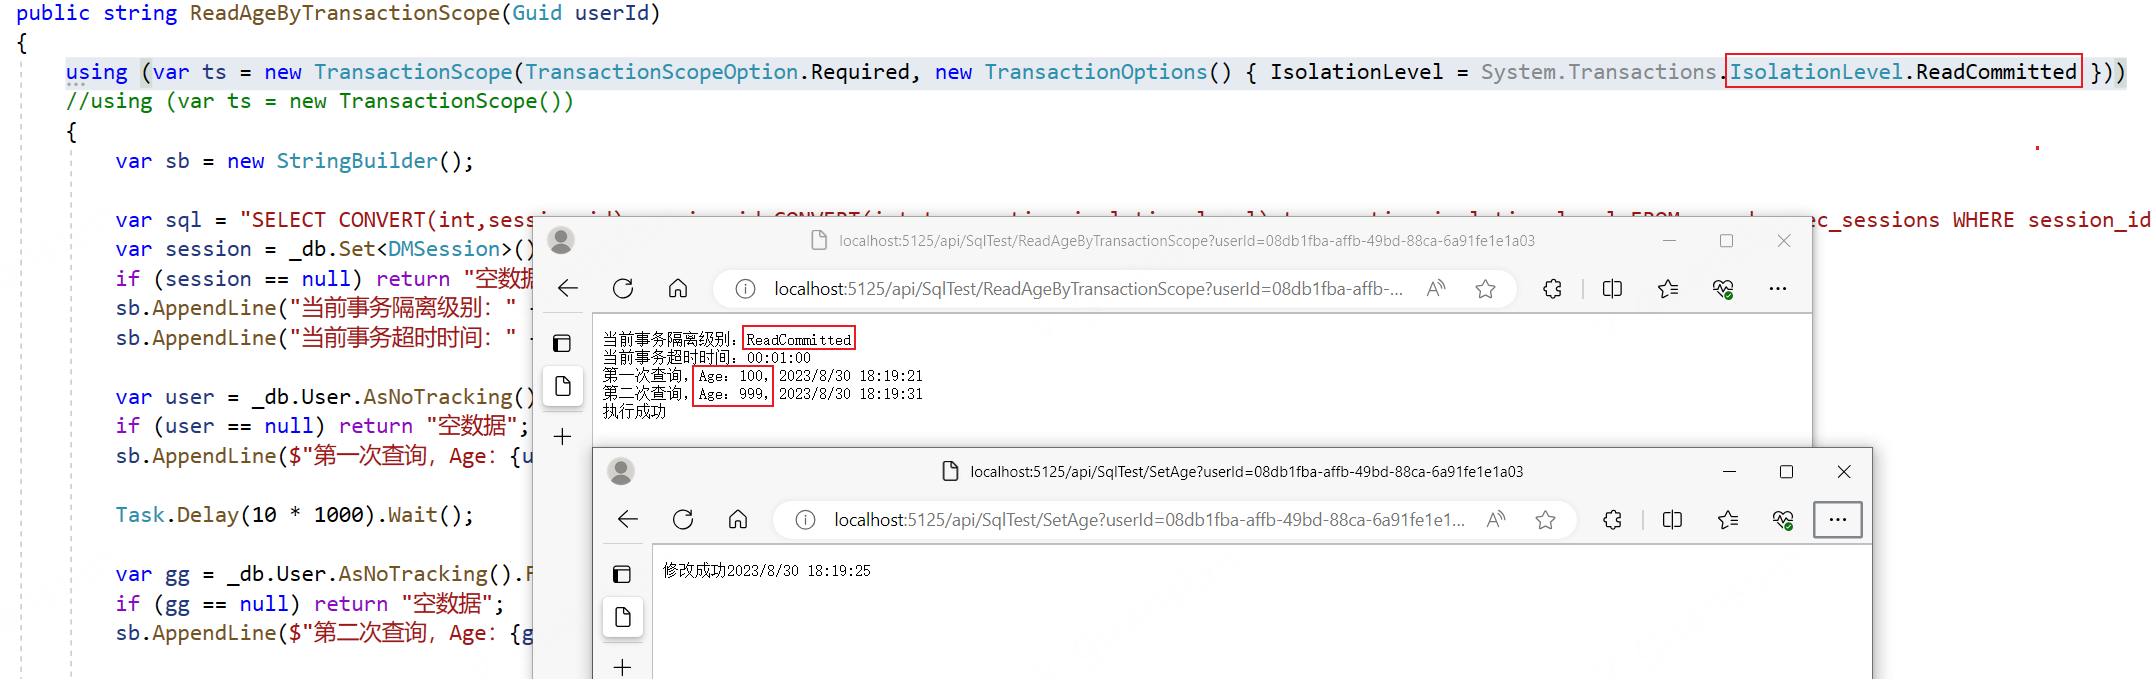 public string ReadAgeByTransactionScope(Guid userId)
{
using (var ts = new TransactionScope(TransactionScopeOption.Required, new TransactionOptions() { IsolationLevel = System.Transactions.IsolationLevel.ReadCommitted }))
//using (var ts = new TransactionScope())
{
var sb = new StringBuilder();
var sql = "SELECT CONVERT(int,session_id) ec_sessions WHERE session_id
var session = _db.Set<DMSession>()
if (session == null) return "空数据
sb.AppendLine("当前事务隔离级别："
sb.AppendLine("当前事务超时时间："
var user = _db.User.AsNoTracking()
if (user == null) return "空数据";
sb.AppendLine($"第一次查询，Age：{u
Task.Delay(10 * 1000).Wait();
var gg = _db.User.AsNoTracking().F
if (gg == null) return "空数据";
sb.AppendLine($"第二次查询，Age：{g
localhost:5125/api/SqlTest/ReadAgeByTransactionScope?userId=08db1fba-affb-49bd-88ca-6a91fe1e1a03
localhost:5125/api/SqlTest/ReadAgeByTransactionScope?userId=08db1fba-affb-...
当前事务隔离级别：ReadCommitted
当前事务超时时间：00:01:00
第一次查询，Age：100，2023/8/30 18:19:21
第二次查询，Age：999，2023/8/30 18:19:31
执行成功
localhost:5125/api/SqlTest/SetAge?userId=08db1fba-affb-49bd-88ca-6a91fe1e1a03
localhost:5125/api/SqlTest/SetAge?userId=08db1fba-affb-49bd-88ca-6a91fe1e1...
修改成功2023/8/30 18:19:25